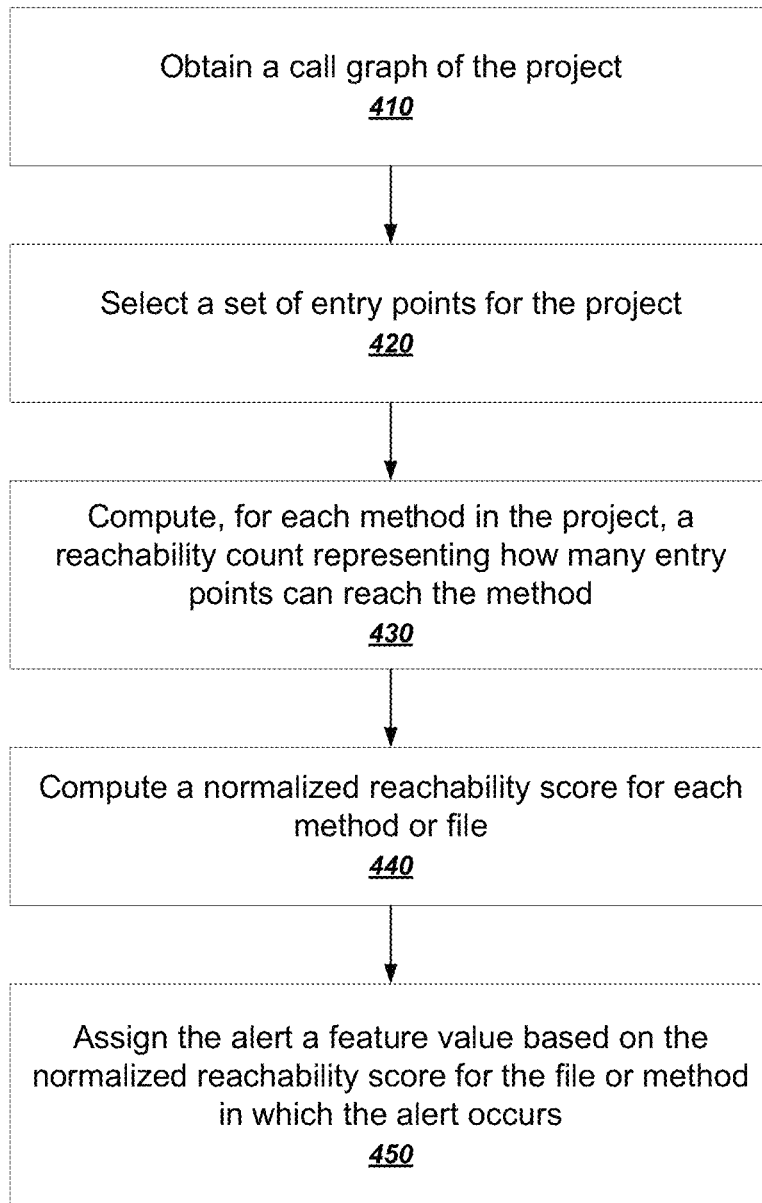 Obtain a call graph of the project
410
Select a set of entry points for the project
420
Compute, for each method in the project, a
reachability count representing how many entry
points can reach the method
430
Compute a normalized reachability score for each
method or file
440
Assign the alert a feature value based on the
normalized reachability score for the file or method
in which the alert occurs
450